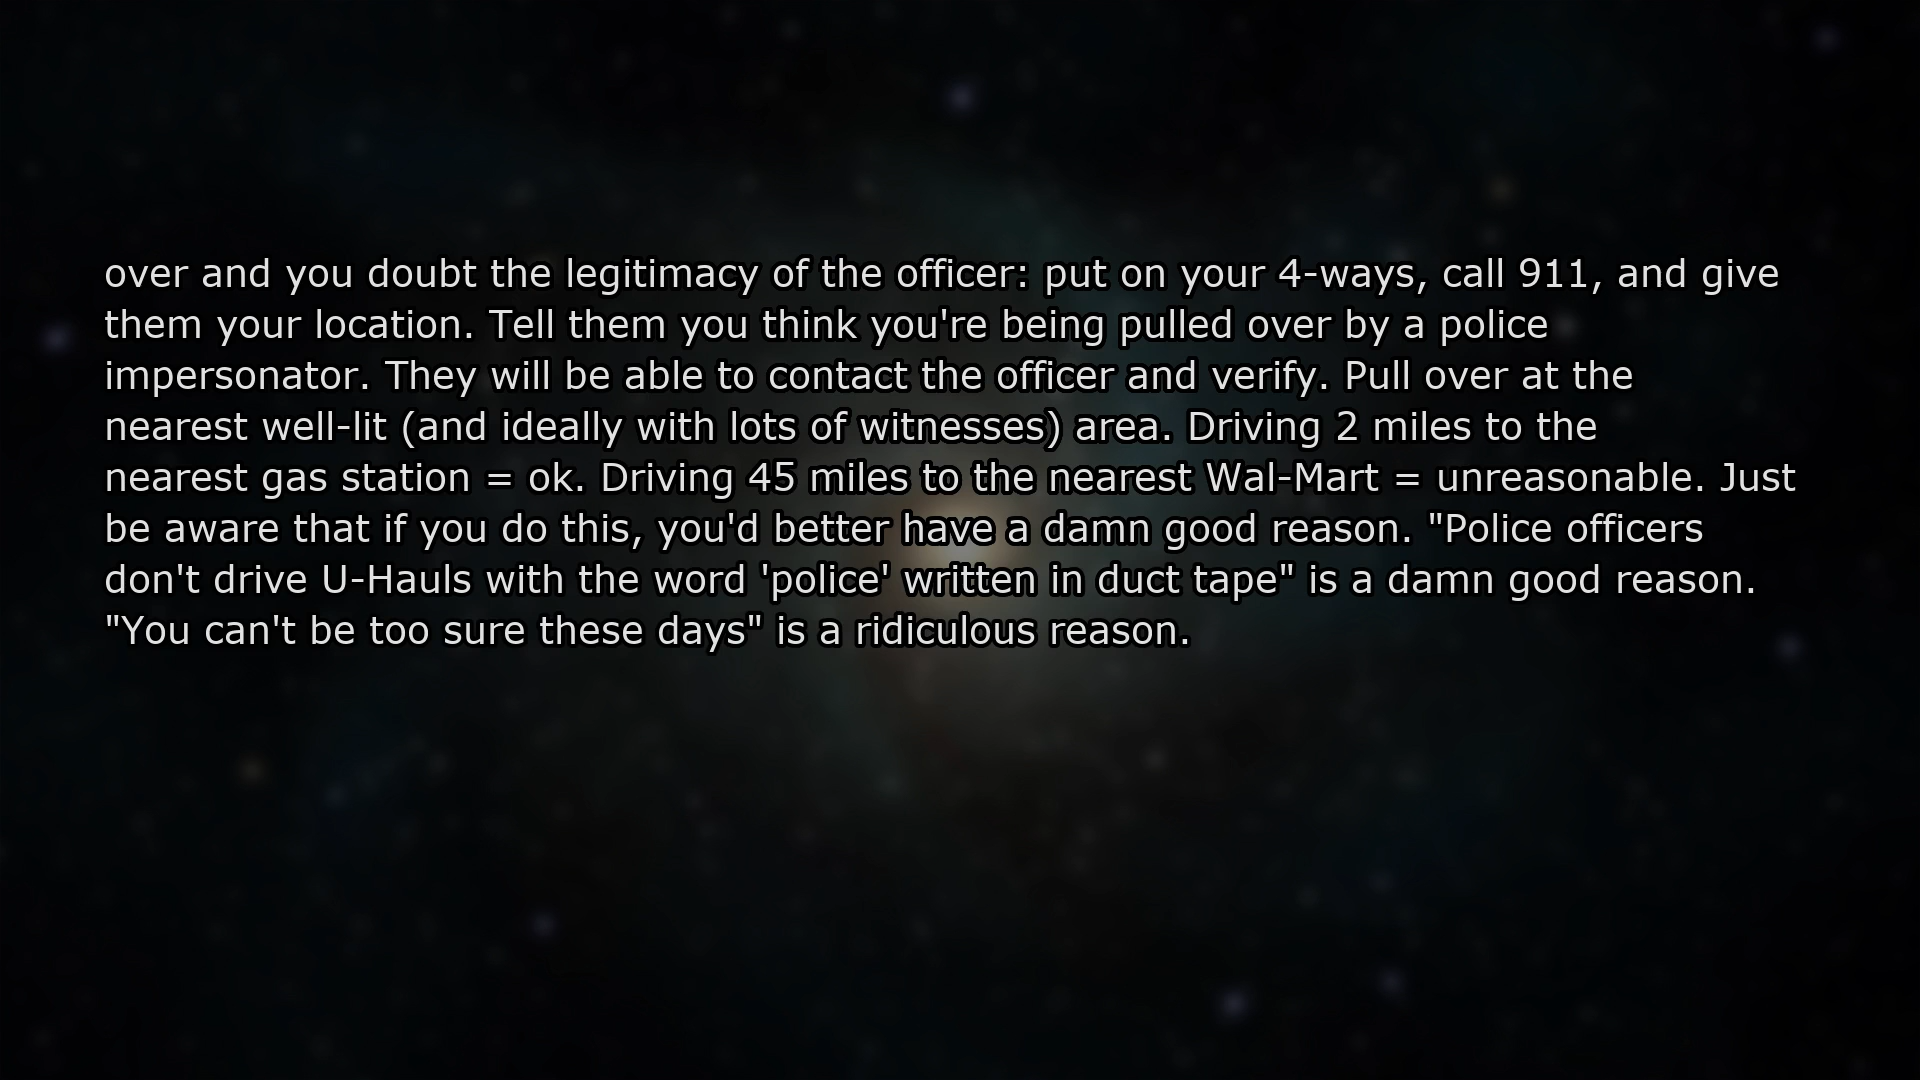 over and you doubt the legitimacy of the officer: put on your 4-ways, call 911, and give
them your location. Tell them you think you're being pulled over by a police
impersonator. They will be able to contact the officer and verify. Pull over at the
nearest well-lit (and ideally with lots of witnesses) area. Driving 2 miles to the
nearest gas station = ok. Driving 45 miles to the nearest Wal-Mart = unreasonable. Just
be aware that if you do this, you'd better have a damn good reason. "Police officers
don't drive U-Hauls with the word 'police' written in duct tape" is a damn good reason.
"You can't be too sure these days" is a ridiculous reason.